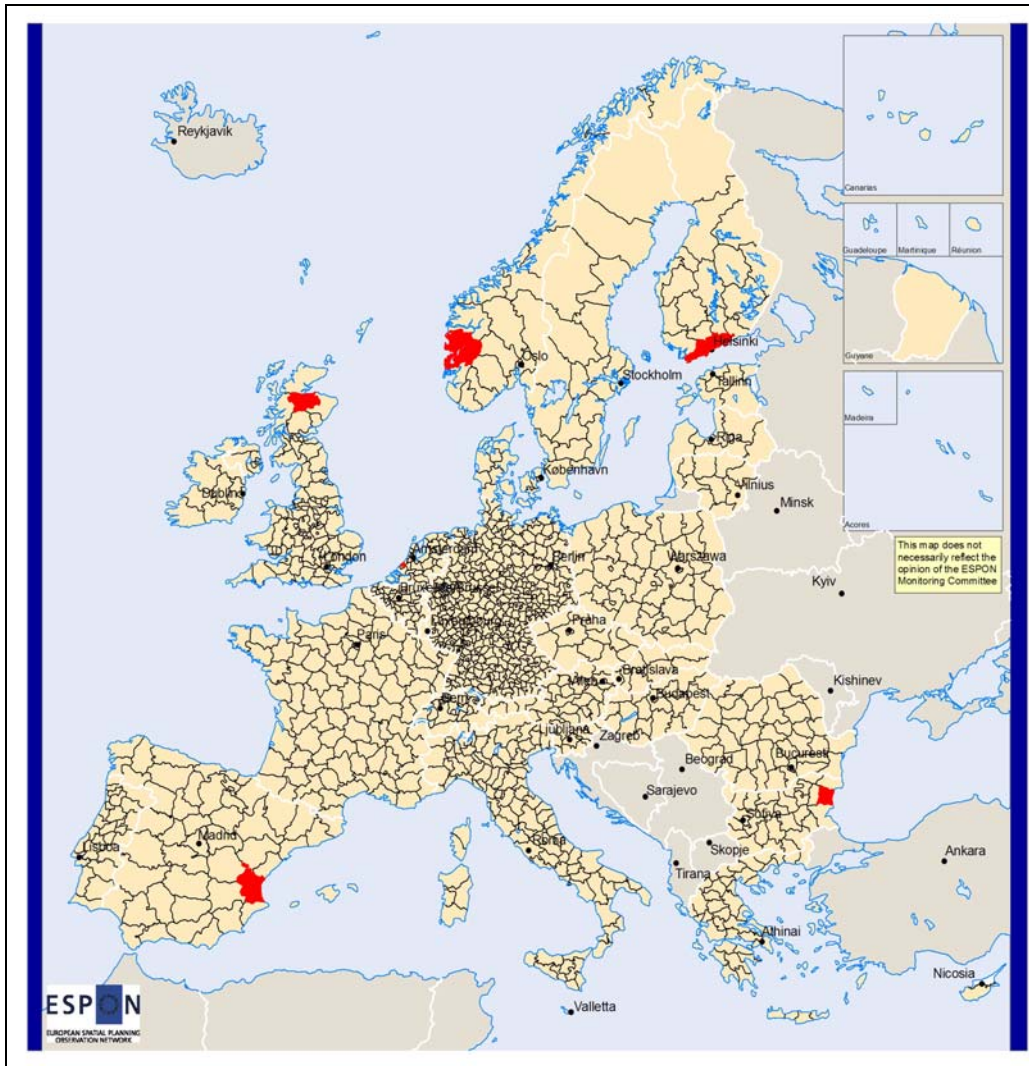 Reykjavik
Canarias
Guadeloupe
Martinique
Réunion
Guyane
Helsinki
Oslo
Tallinn
Stockholm
Madeira
Riga
København
Vilnius
Dublin
Minsk
Acores
This map does not
necessarily reflect the
opinion of the ESPON
Monitoring Committee
Amsterdam
Berlin
Warszawa
London
Kyiv
Praha
Paris
Bratislava
Kishinev
Budapest
Bern
Ljubljana
Zagreb
Bucuresti
Beograd
Sarajevo
Sofiya
Madrid
Roma
Skopje
Lisboa
Tirana
Ankara
Athinai
Nicosia
Valletta
ESPON
EUROPEAN SPATIAL PLANNING
OBSERVATION NETWORK